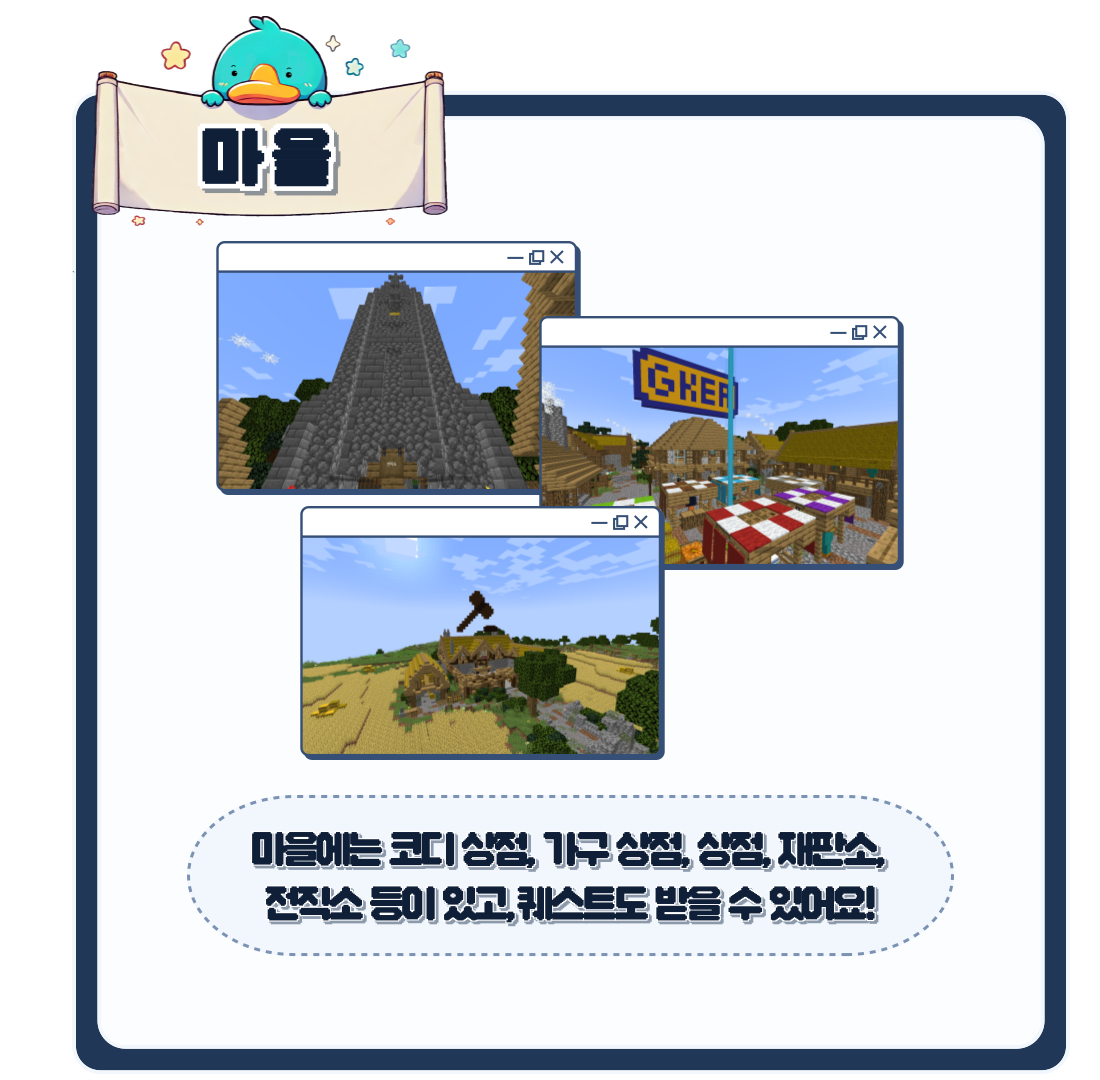 마을
GHER
마을에는 코디 상점, 가구 상점, 상점, 재판소,
전직소 등이 있고, 퀘스트도 받을 수 있어요!